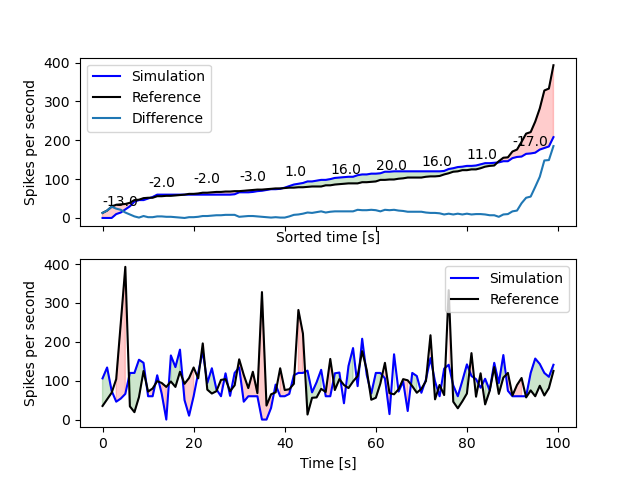 400
300
200
100
0
Spikes per second
Simulation
Reference
Difference
-13.0
-2.0
-2.0
-3.0
1.0
16.0
20.0
16.0
11.0
-17.0
Sorted time [s]
400
300
200
100
0
Spikes per second
Simulation
Reference
0
20
40
60
80
100
Time [s]